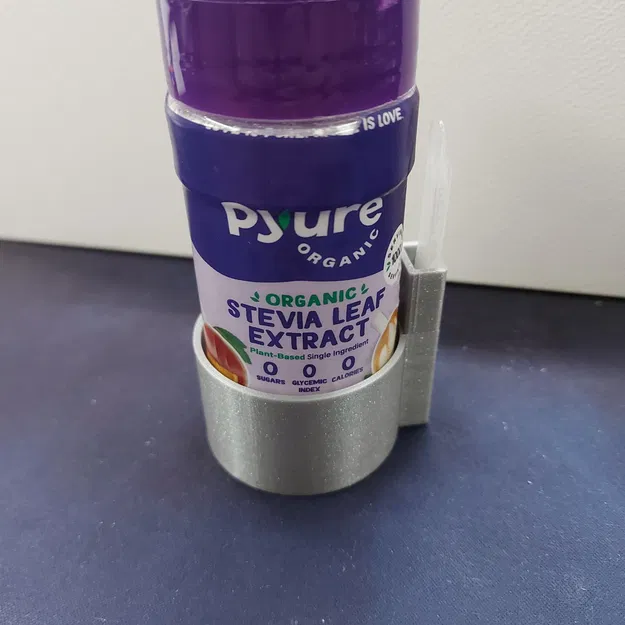 IS LOVE.
Pyure
ORGANIC
ORGANIC
STEVIA LEAF
EXTRACT
Plant-Based Single Ingredient
0 0 0
SUGARS GLYCEMIC INDEX CALORIES